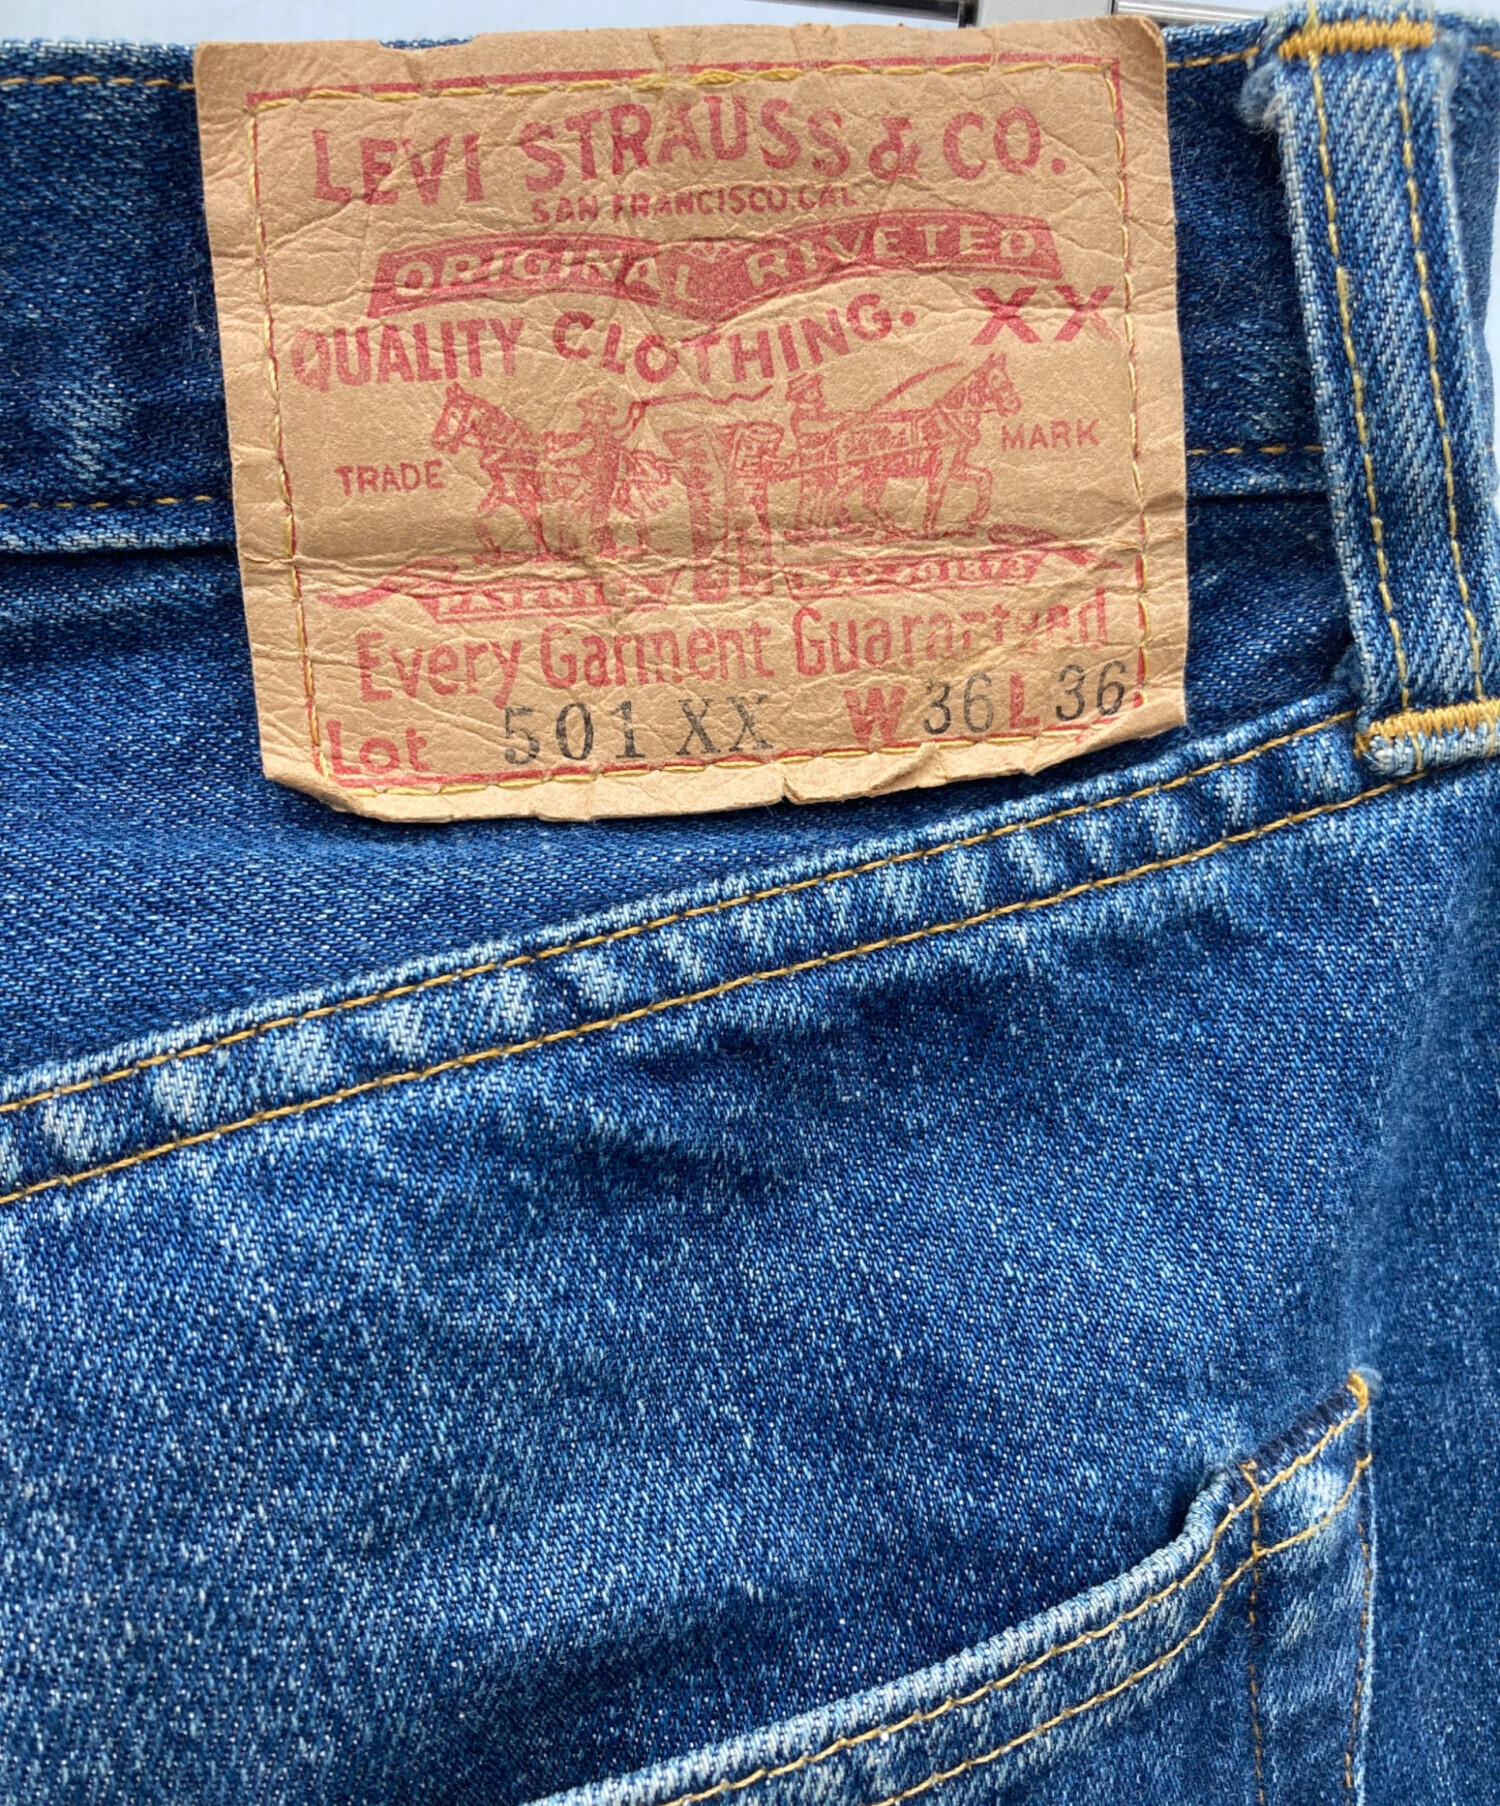 LEVI STRAUSS & CO.
SAN FRANCISCO.CAL
ORIGINAL RIVETED
QUALITY CLOTHING. XX
TRADE MARK
Every Garment Guaranteed
Lot 501 XX W 36 L 36